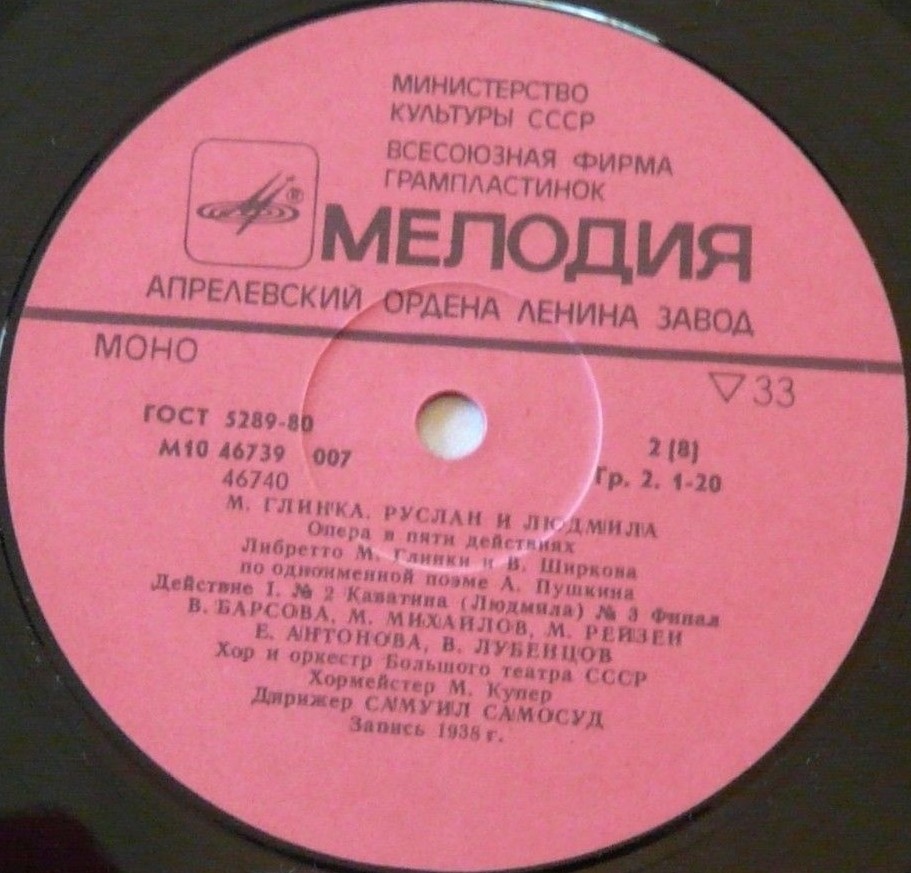 МИНИСТЕРСТВО
КУЛЬТУРЫ СССР
ВСЕСОЮЗНАЯ ФИРМА
ГРАМПЛАСТИНОК
®
МЕЛОДИЯ
АПРЕЛЕВСКИЙ ОРДЕНА ЛЕНИНА ЗАВОД
МОНО
▽33
ГОСТ 5289-80
М10 46739 007
46740
2 (8)
Гр. 2. 1-20
М. ГЛИНКА. РУСЛАН И ЛЮДМИЛА
Опера в пяти действиях
Либретто М. Глинки и В. Ширкова
по одноименной поэме А. Пушкина
Действие 1. № 2 Каватина (Людмила) № 3 Финал
В. БАРСОВА, М. МИХАЙЛОВ, М. РЕЙЗЕН
Е. АНТОНОВА, В. ЛУБЕНЦОВ
Хор и оркестр Большого театра СССР
Хормейстер М. Купер
Дирижер САМУИЛ САМОСУД
Запись 1938 г.